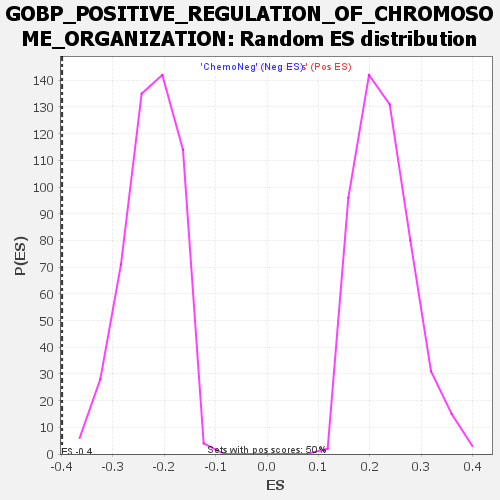 GOBP_POSITIVE_REGULATION_OF_CHROMOSO
ME_ORGANIZATION: Random ES distribution
'ChemoNeg' (Neg ES) (Pos ES)
140
130
120
110
100
90
80
70
60
50
40
30
20
10
0
P(ES)
ES -0.4
Sets with pos scores: 50%
-0.4 -0.3 -0.2 -0.1 0.0 0.1 0.2 0.3 0.4
ES